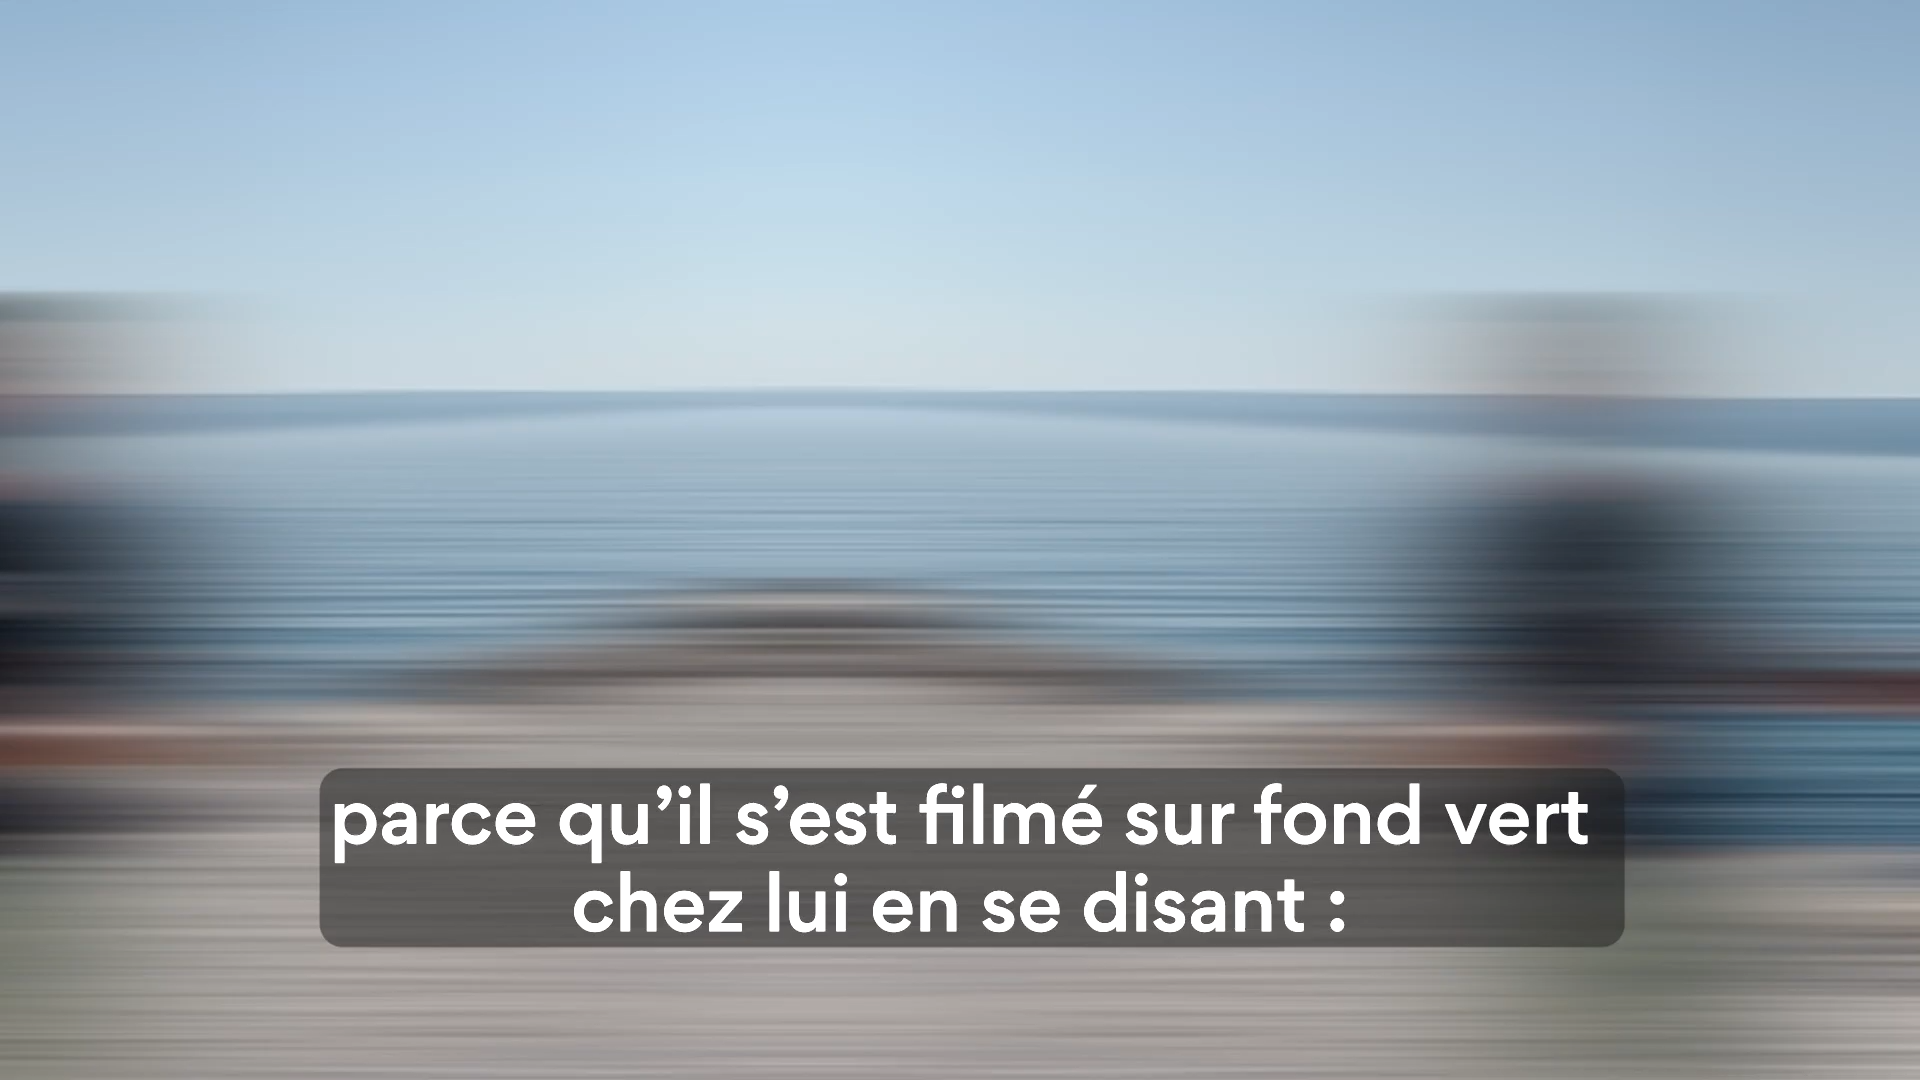 parce qu’il s’est filmé sur fond vert
chez lui en se disant :